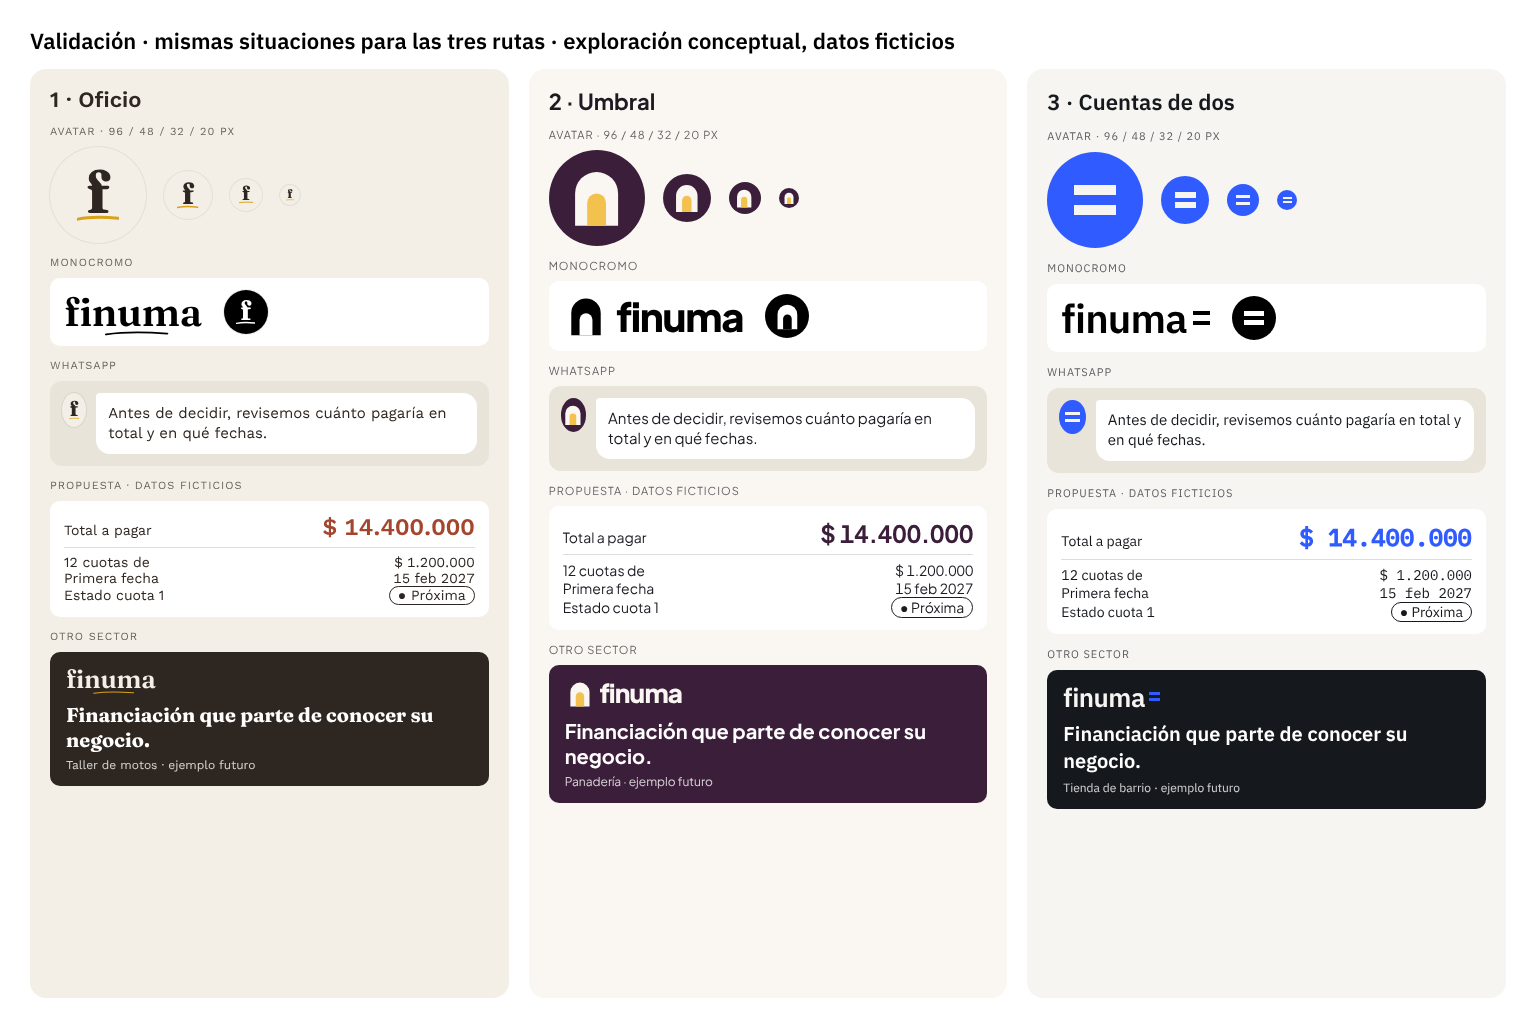 Validación · mismas situaciones para las tres rutas · exploración conceptual, datos ficticios
1 · Oficio
AVATAR · 96 / 48 / 32 / 20 PX
f f f f
MONOCROMO
finuma f
WHATSAPP
f
Antes de decidir, revisemos cuánto pagaría en
total y en qué fechas.
PROPUESTA · DATOS FICTICIOS
Total a pagar $ 14.400.000
12 cuotas de $ 1.200.000
Primera fecha 15 feb 2027
Estado cuota 1 ● Próxima
OTRO SECTOR
finuma
Financiación que parte de conocer su
negocio.
Taller de motos · ejemplo futuro
2 · Umbral
AVATAR · 96 / 48 / 32 / 20 PX
MONOCROMO
finuma
WHATSAPP
Antes de decidir, revisemos cuánto pagaría en
total y en qué fechas.
PROPUESTA · DATOS FICTICIOS
Total a pagar $ 14.400.000
12 cuotas de $ 1.200.000
Primera fecha 15 feb 2027
Estado cuota 1 ● Próxima
OTRO SECTOR
finuma
Financiación que parte de conocer su
negocio.
Panadería · ejemplo futuro
3 · Cuentas de dos
AVATAR · 96 / 48 / 32 / 20 PX
= = = =
MONOCROMO
finuma= =
WHATSAPP
=
Antes de decidir, revisemos cuánto pagaría en total y
en qué fechas.
PROPUESTA · DATOS FICTICIOS
Total a pagar $ 14.400.000
12 cuotas de $ 1.200.000
Primera fecha 15 feb 2027
Estado cuota 1 ● Próxima
OTRO SECTOR
finuma=
Financiación que parte de conocer su
negocio.
Tienda de barrio · ejemplo futuro